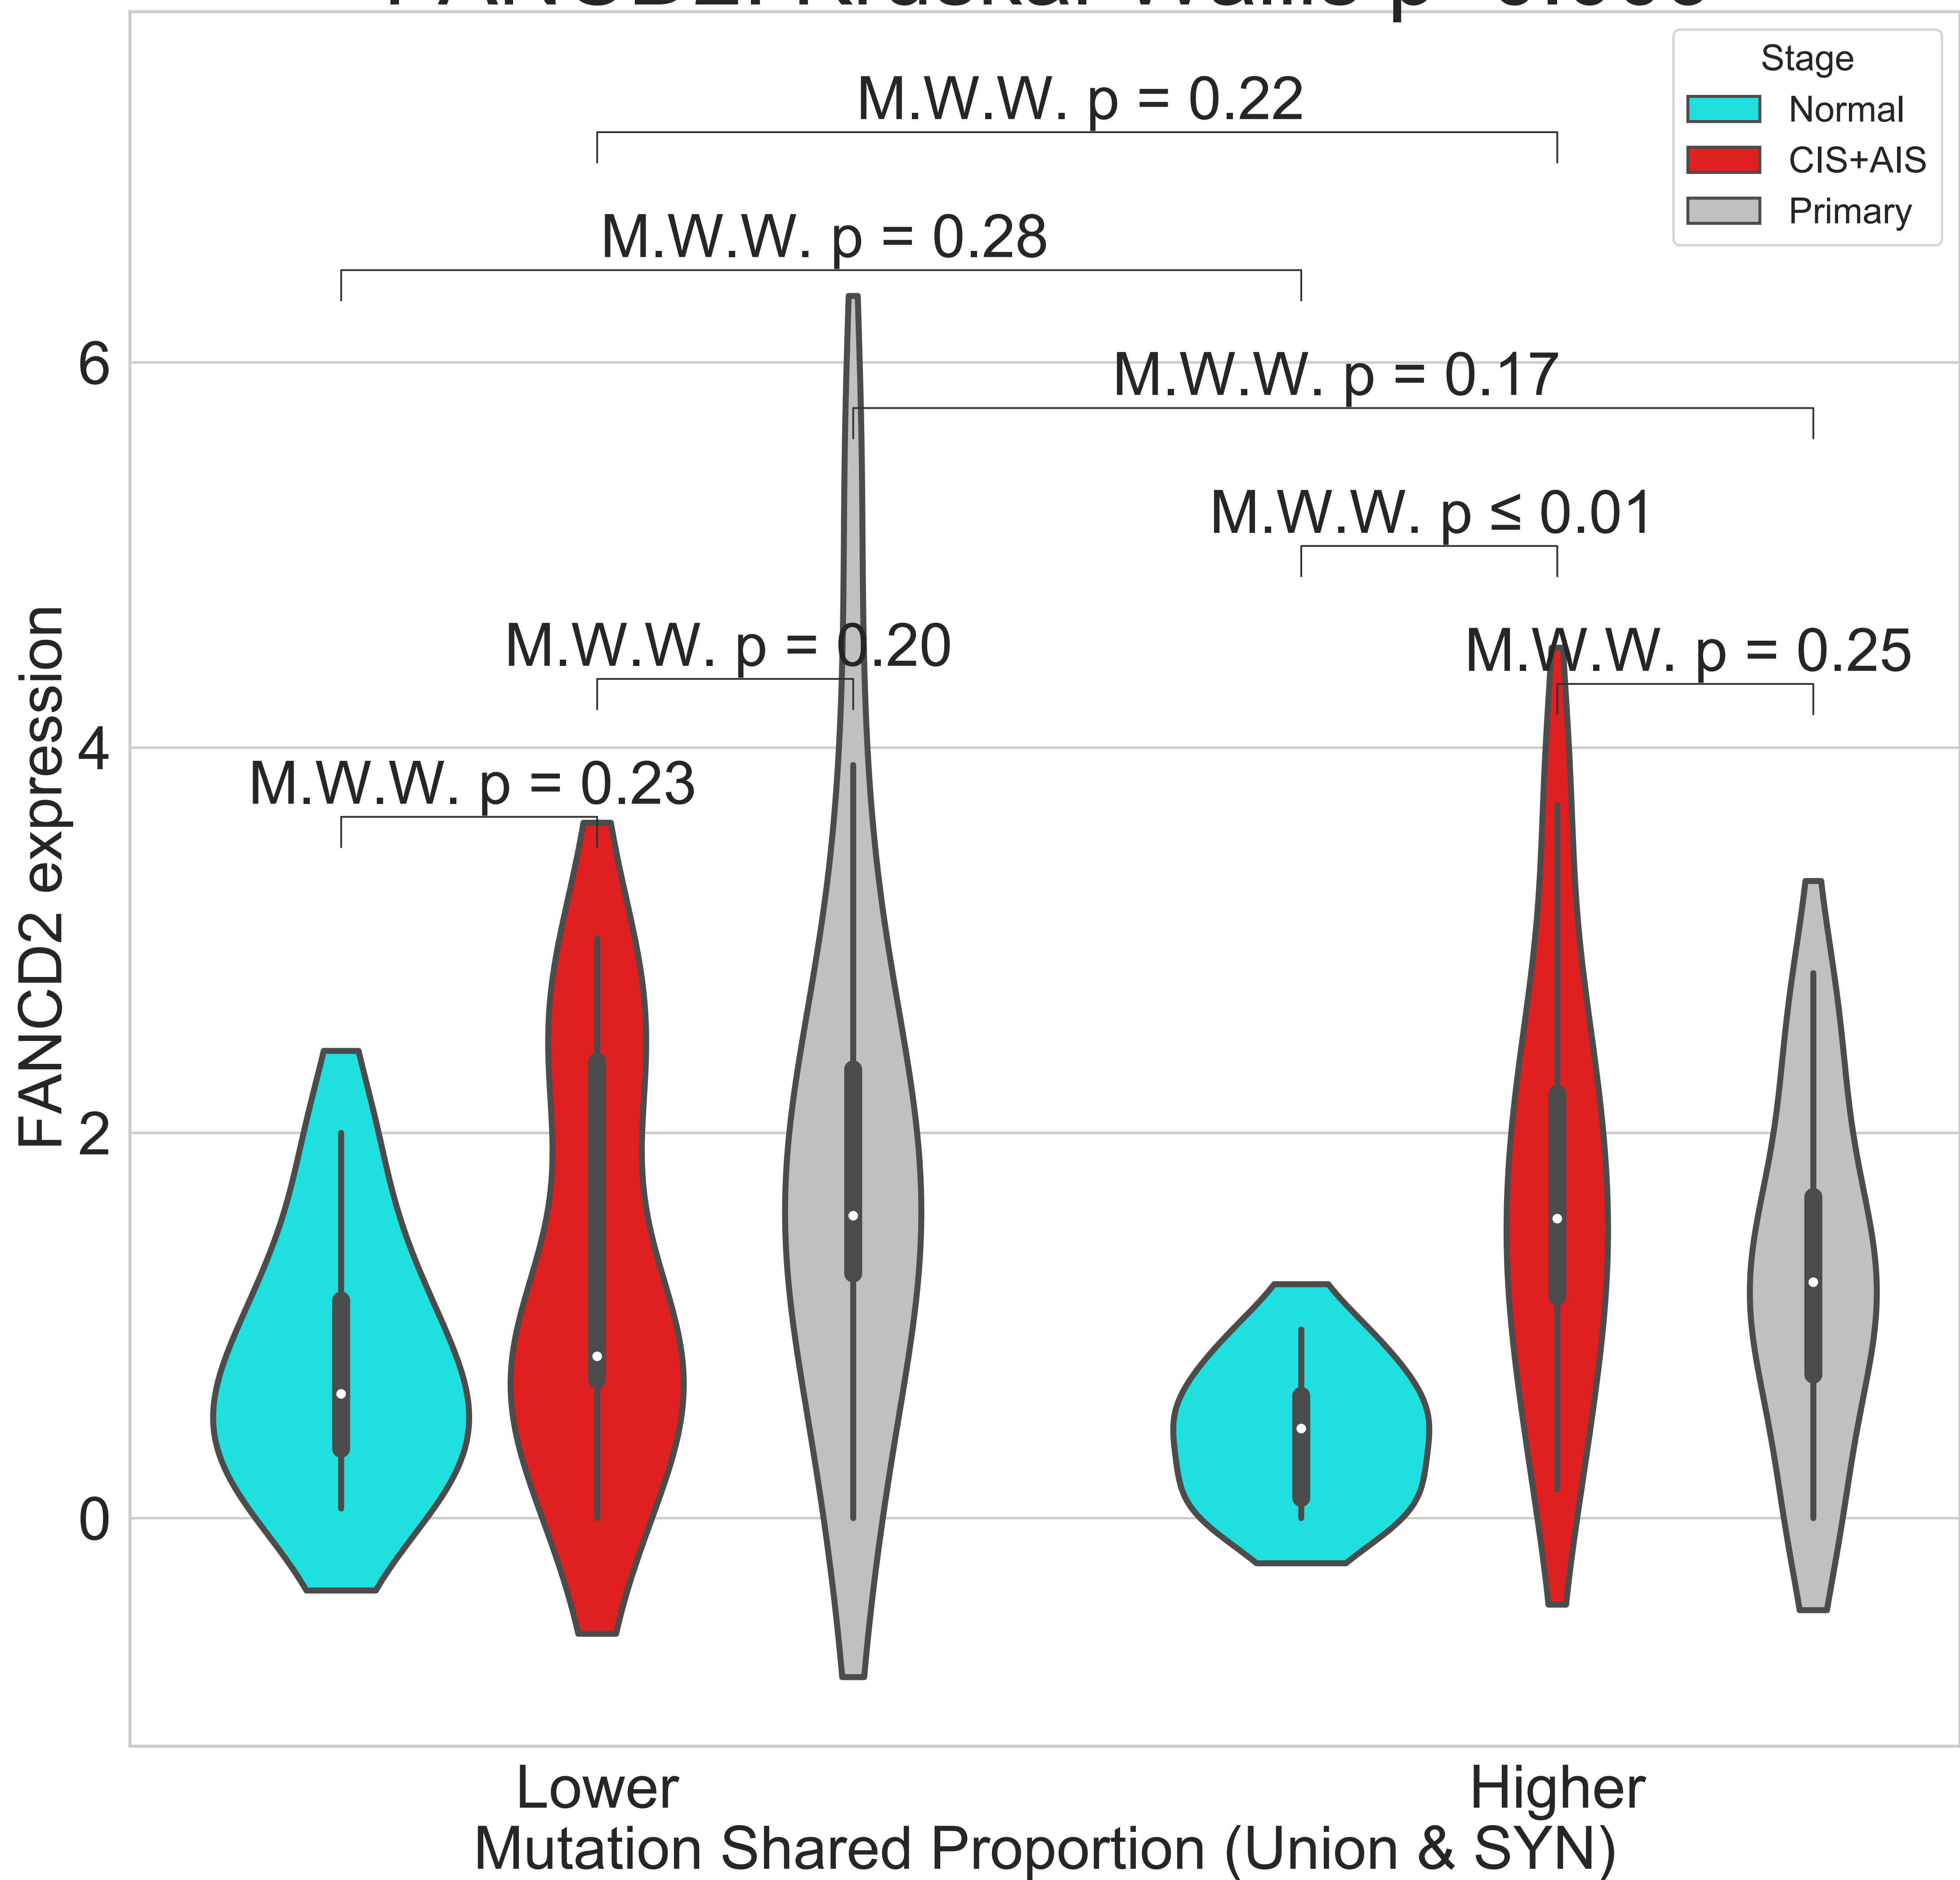 Stage
Normal
CIS+AIS
Primary
M.W.W. p = 0.22
M.W.W. p = 0.28
M.W.W. p = 0.17
M.W.W. p ≤ 0.01
M.W.W. p = 0.20
M.W.W. p = 0.25
M.W.W. p = 0.23
FANCD2 expression
6
4
2
0
Lower
Higher
Mutation Shared Proportion (Union & SYN)